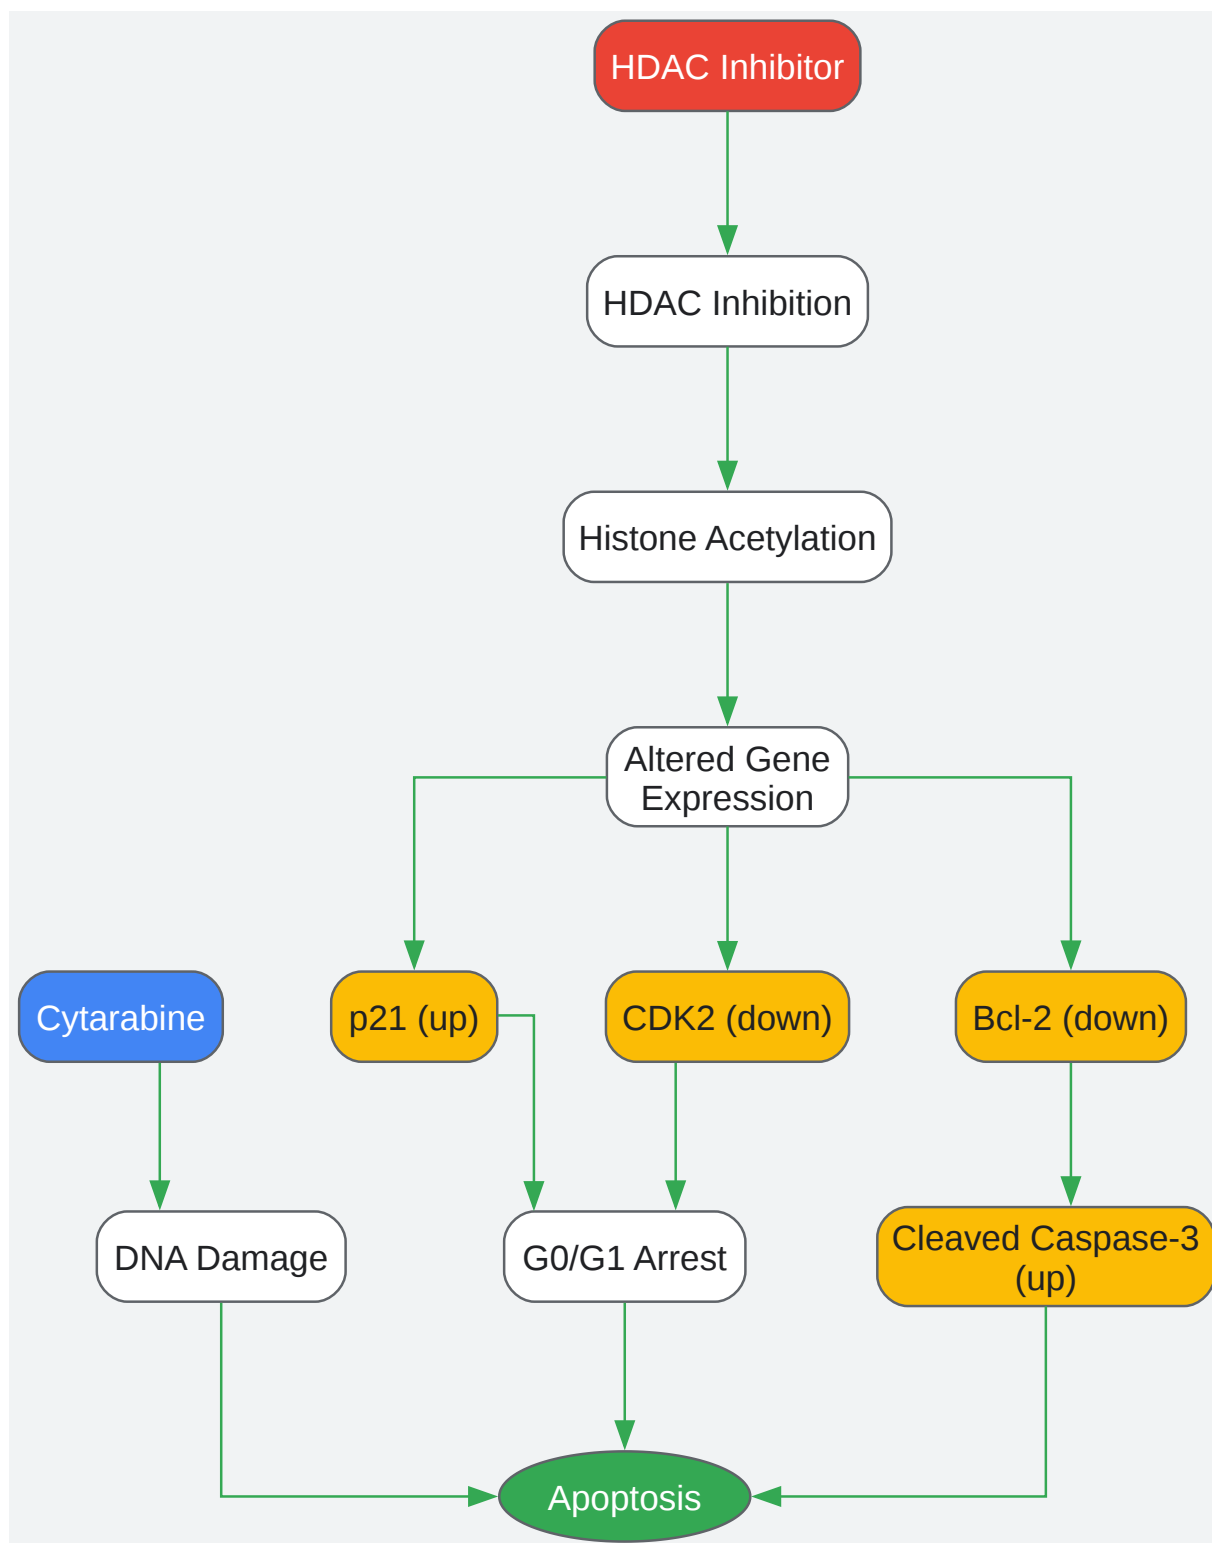 HDAC Inhibitor
HDAC Inhibition
Histone Acetylation
Altered Gene
Expression
Cytarabine
p21 (up)
CDK2 (down)
Bcl-2 (down)
DNA Damage
G0/G1 Arrest
Cleaved Caspase-3
(up)
Apoptosis